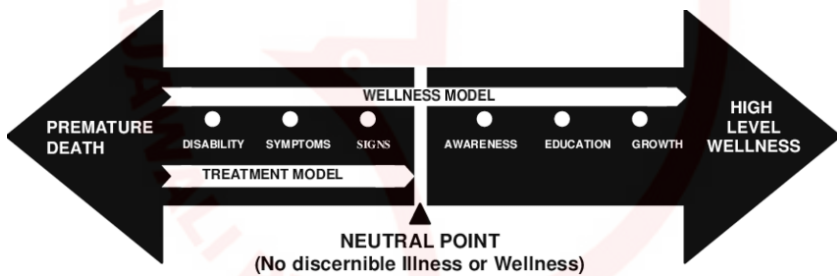 WELLNESS MODEL
PREMATURE
DEATH
DISABILITY SYMPTOMS SIGNS AWARENESS EDUCATION GROWTH
HIGH
LEVEL
WELLNESS
TREATMENT MODEL
NEUTRAL POINT
(No discernible Illness or Wellness)